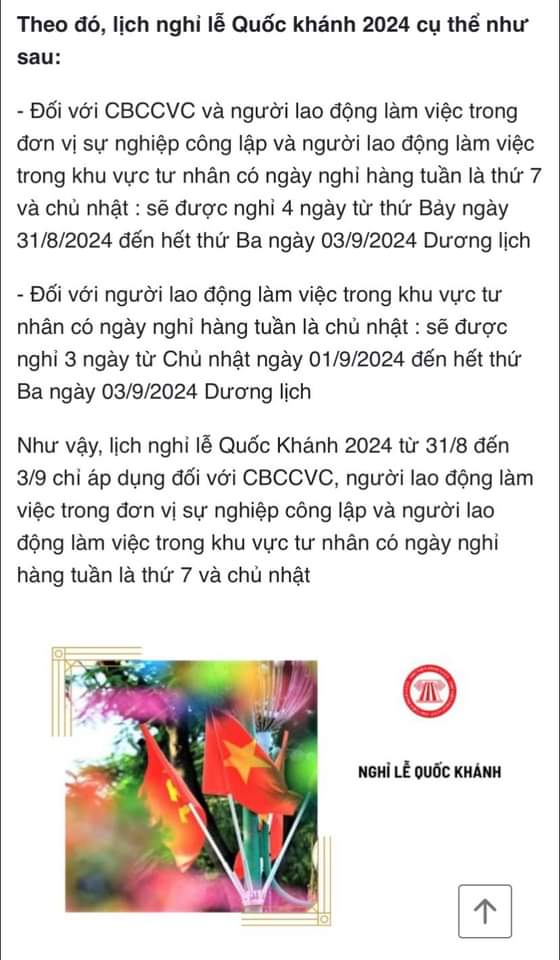 Theo đó, lịch nghỉ lễ Quốc khánh 2024 cụ thể như
sau:
- Đối với CBCCVC và người lao động làm việc trong
đơn vị sự nghiệp công lập và người lao động làm việc
trong khu vực tư nhân có ngày nghỉ hàng tuần là thứ 7
và chủ nhật : sẽ được nghỉ 4 ngày từ thứ Bảy ngày
31/8/2024 đến hết thứ Ba ngày 03/9/2024 Dương lịch
- Đối với người lao động làm việc trong khu vực tư
nhân có ngày nghỉ hàng tuần là chủ nhật : sẽ được
nghỉ 3 ngày từ Chủ nhật ngày 01/9/2024 đến hết thứ
Ba ngày 03/9/2024 Dương lịch
Như vậy, lịch nghỉ lễ Quốc Khánh 2024 từ 31/8 đến
3/9 chỉ áp dụng đối với CBCCVC, người lao động làm
việc trong đơn vị sự nghiệp công lập và người lao
động làm việc trong khu vực tư nhân có ngày nghỉ
hàng tuần là thứ 7 và chủ nhật
NGHỈ LỄ QUỐC KHÁNH